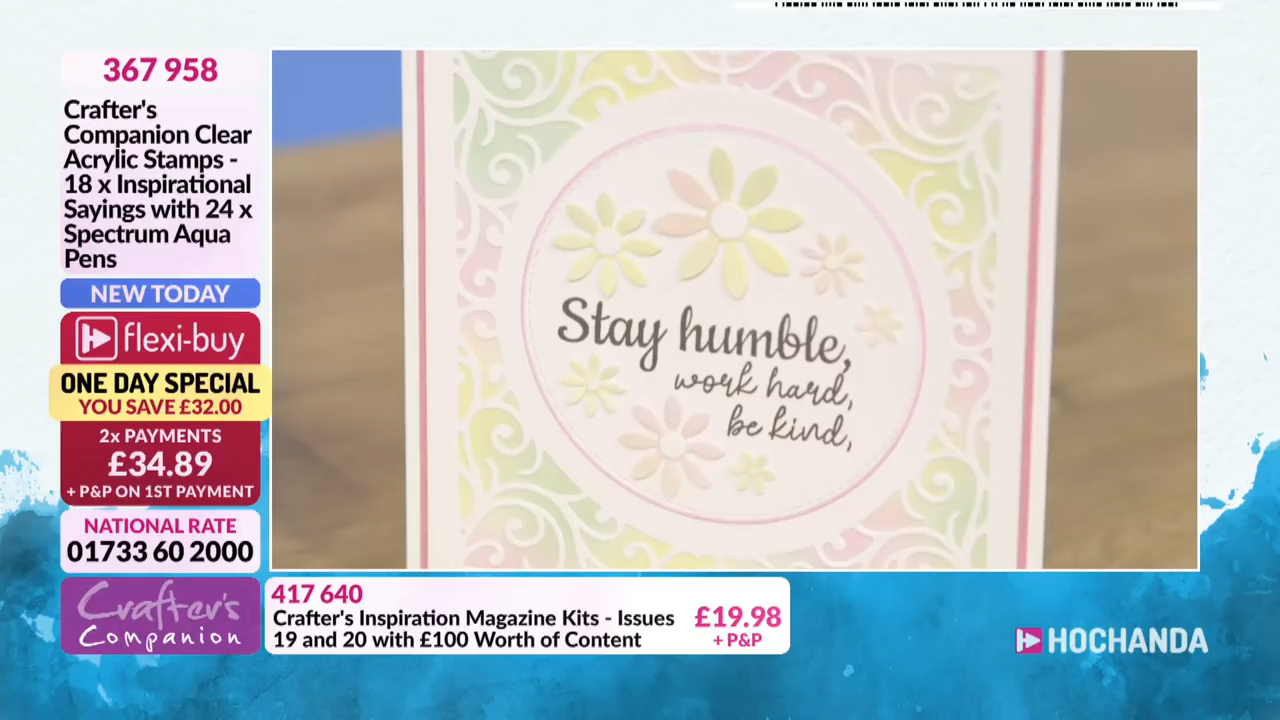 367 958
Crafter's
Companion Clear
Acrylic Stamps -
18 x Inspirational
Sayings with 24 x
Spectrum Aqua
Pens
NEW TODAY
flexi-buy
ONE DAY SPECIAL
YOU SAVE £32.00
2x PAYMENTS
£34.89
+ P&P ON 1ST PAYMENT
NATIONAL RATE
01733 60 2000
Crafter's
Companion
Stay humble,
work hard,
be kind,
417 640
Crafter's Inspiration Magazine Kits - Issues
19 and 20 with £100 Worth of Content
£19.98
+ P&P
HOCHANDA